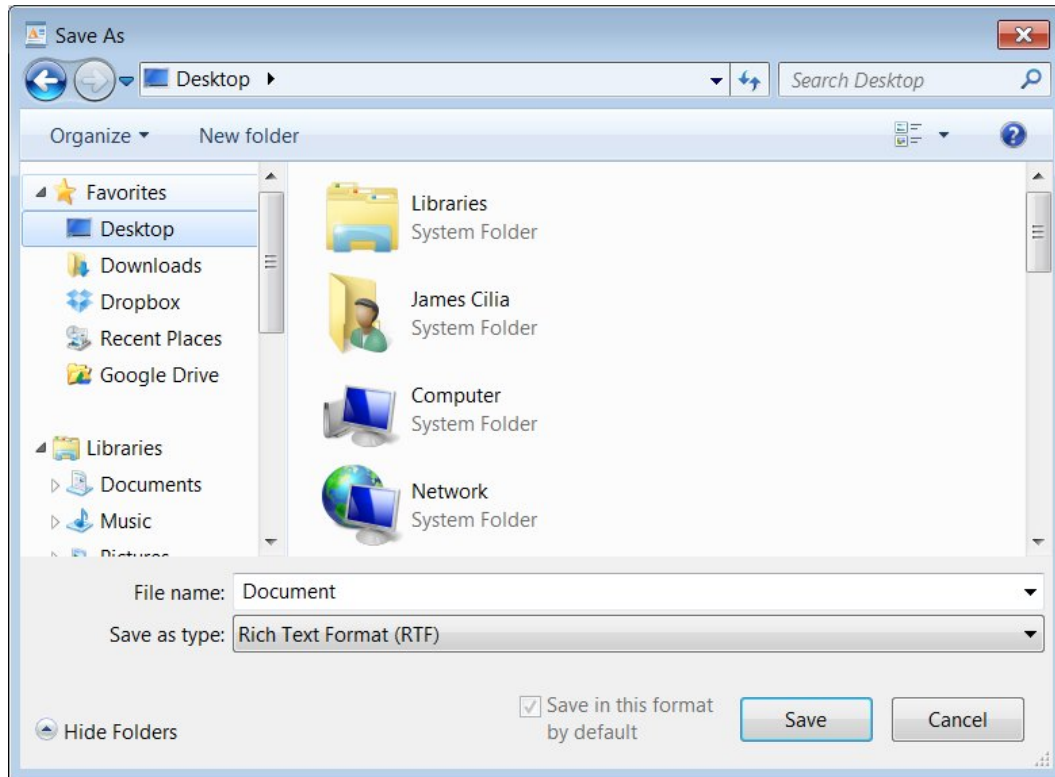 Save As
Desktop
Search Desktop
Organize
New folder
Favorites
Desktop
Downloads
Dropbox
Recent Places
Google Drive
Libraries
Documents
Music
Pictures
Libraries
System Folder
James Cilia
System Folder
Computer
System Folder
Network
System Folder
File name: Document
Save as type: Rich Text Format (RTF)
Hide Folders
Save in this format
by default
Save
Cancel